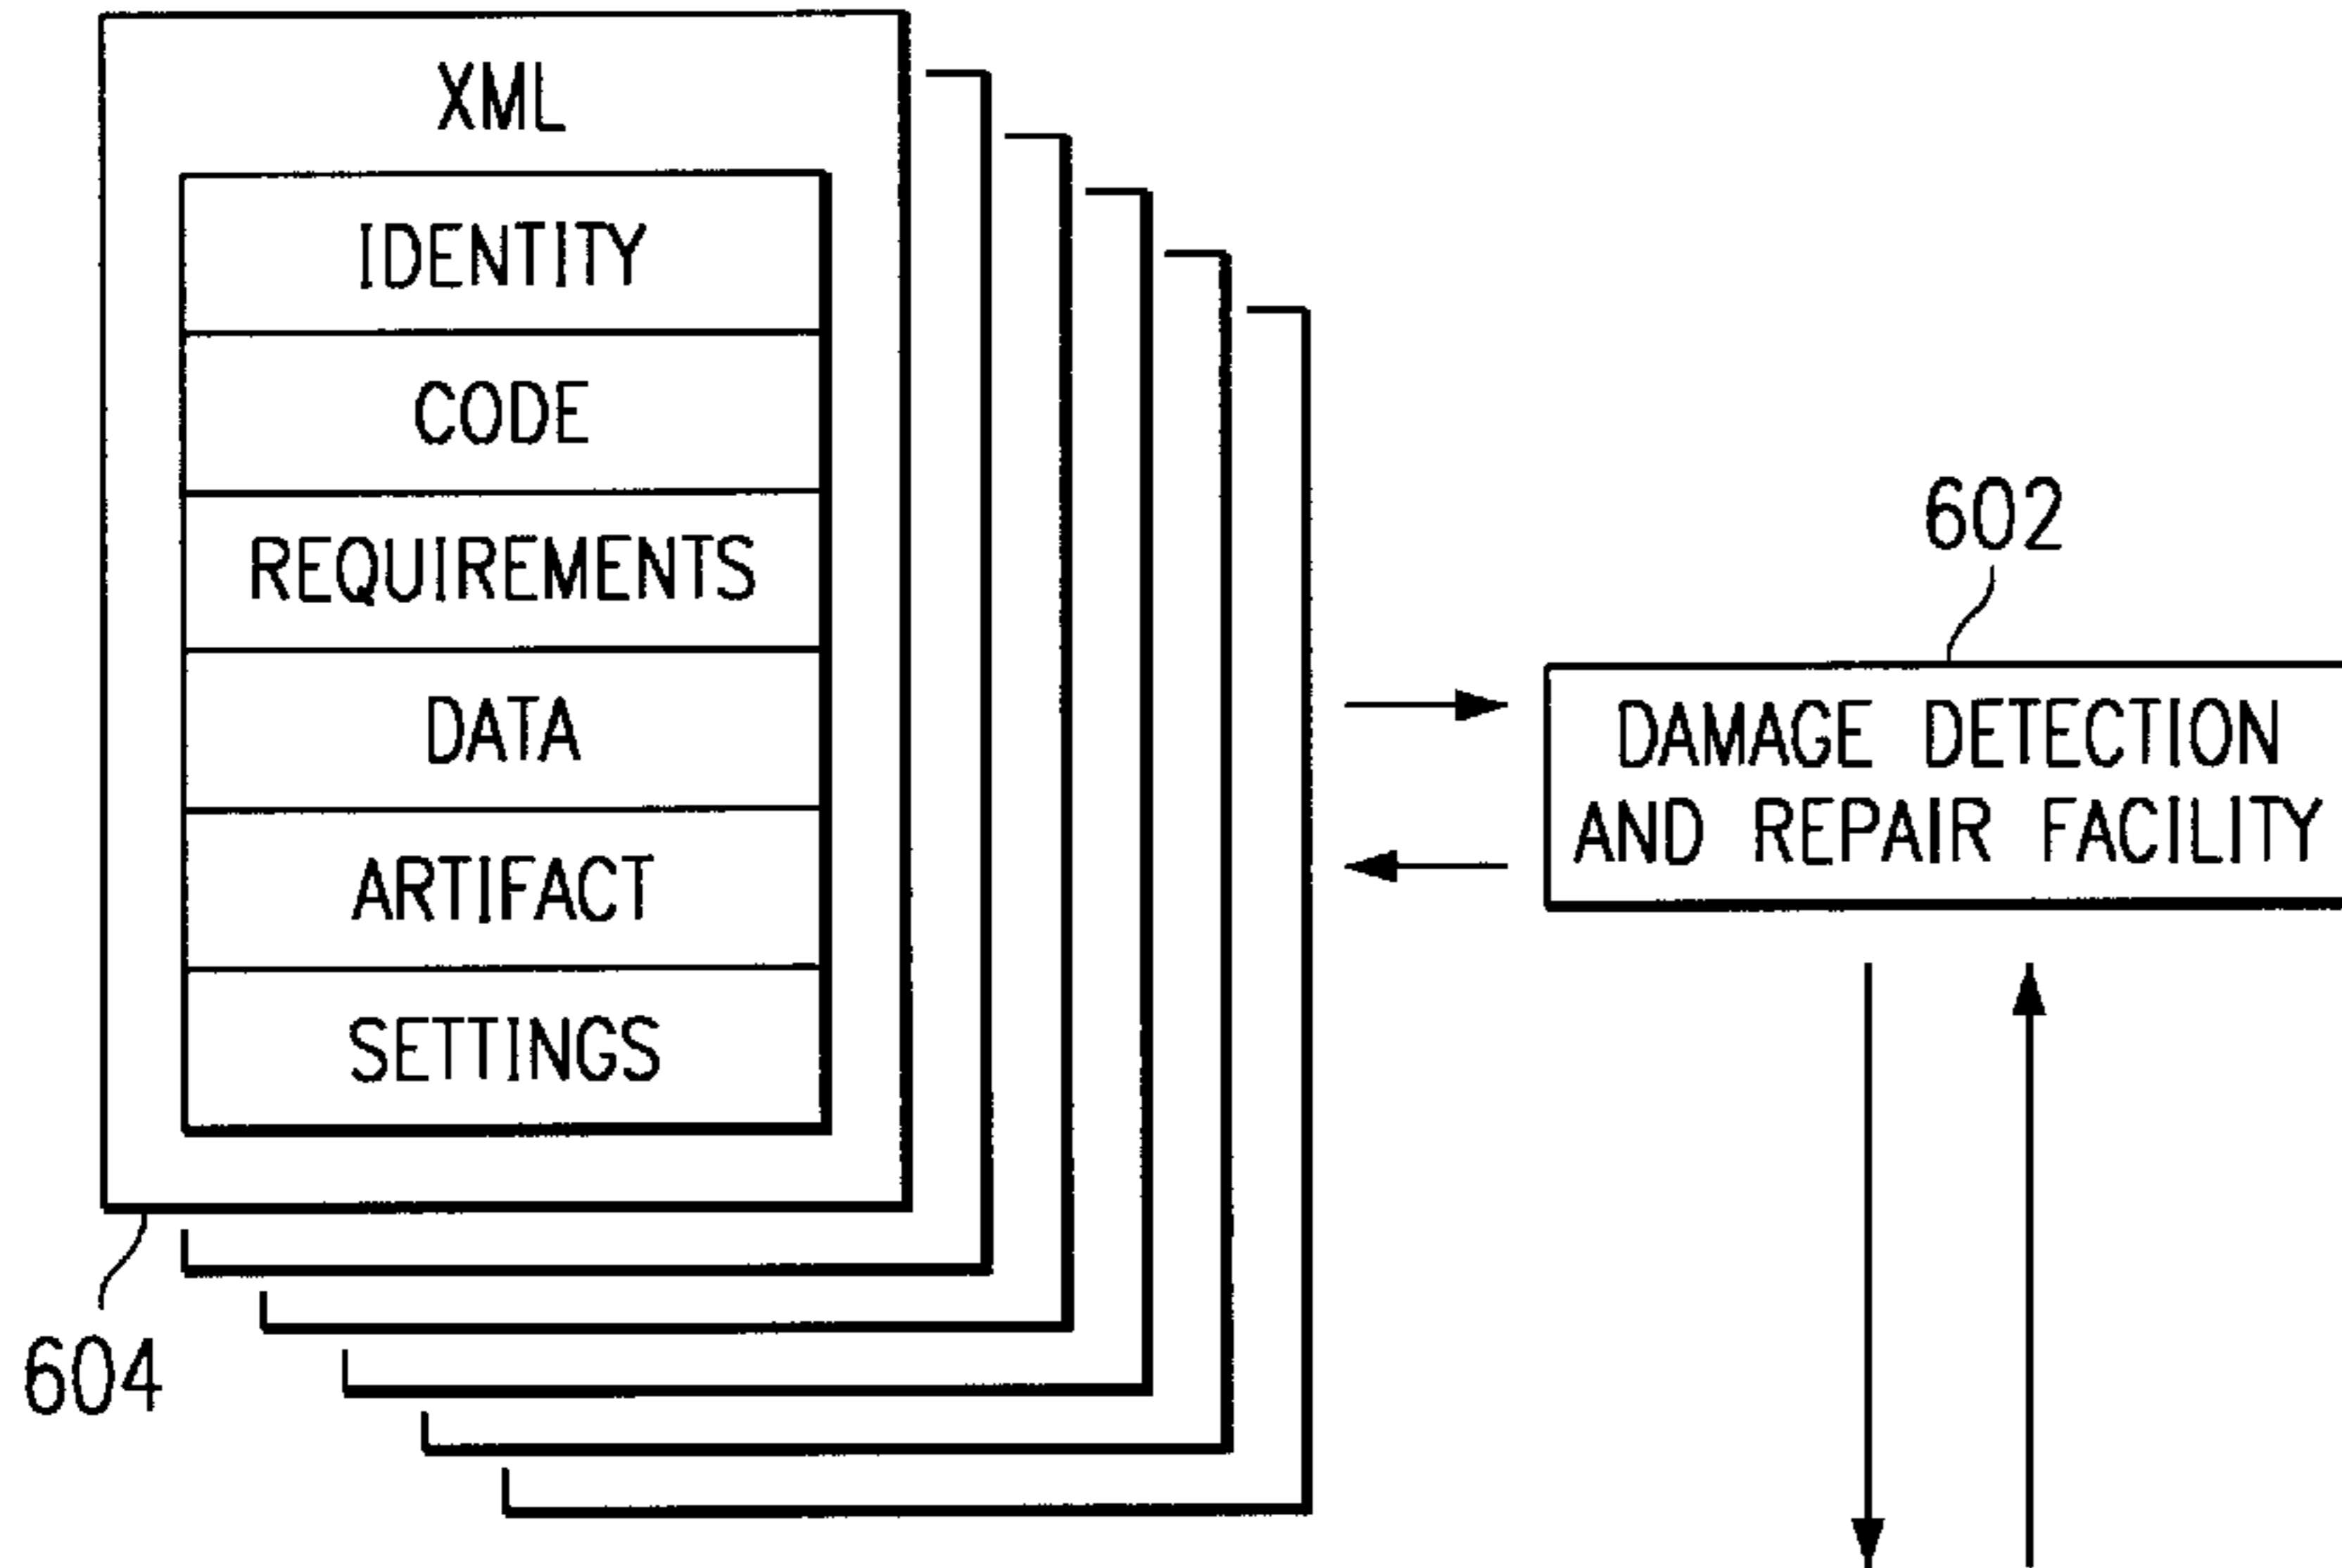 XML
IDENTITY
CODE
REQUIREMENTS
DATA
ARTIFACT
SETTINGS
604
602
DAMAGE DETECTION
AND REPAIR FACILITY